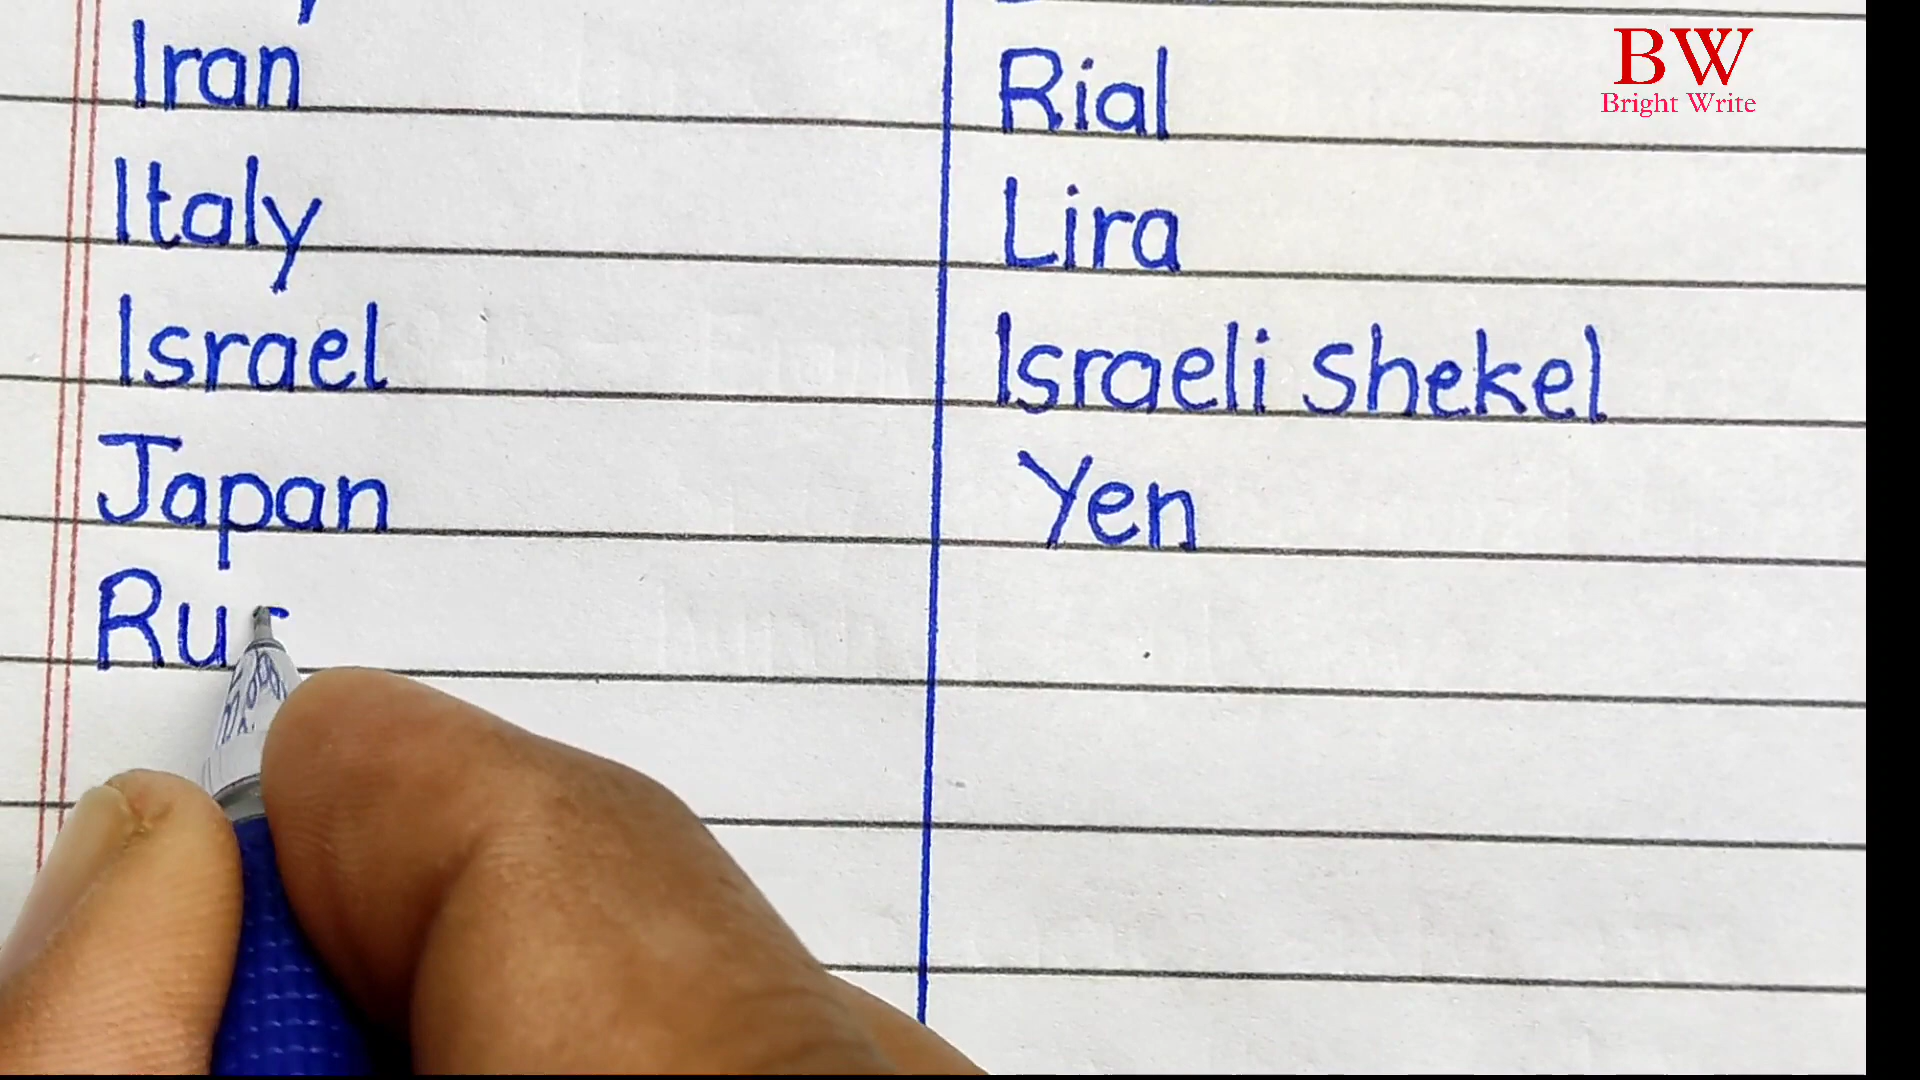 Iran Rial
Italy Lira
Israel Israeli Shekel
Japan Yen
Ru
BW
Bright Write